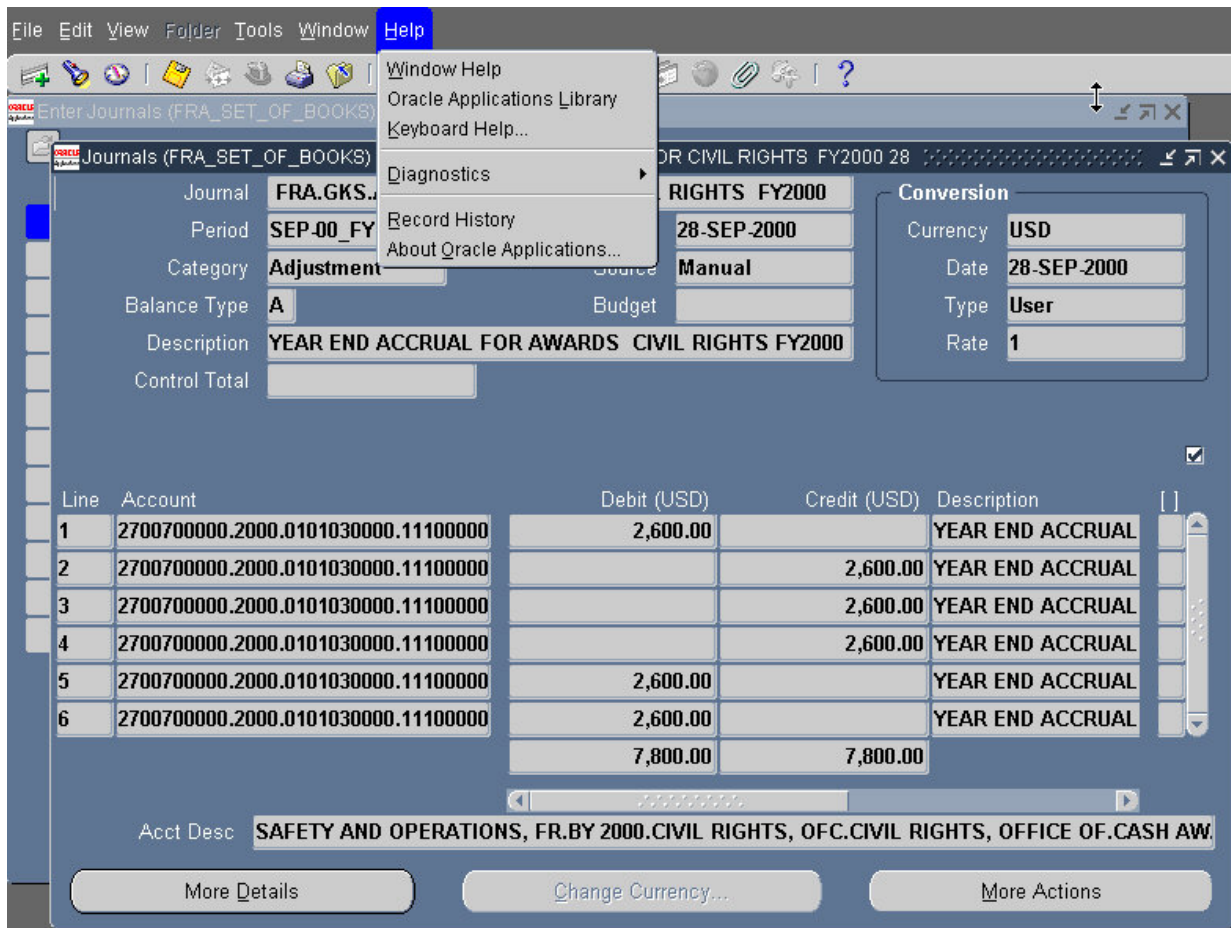 File Edit View Folder Tools Window Help
Window Help
Oracle Applications Library
Keyboard Help...
Diagnostics
Record History
About Oracle Applications...
Enter Journals (FRA_SET_OF_BOOKS)
Journals (FRA_SET_OF_BOOKS) OR CIVIL RIGHTS FY2000 28
Journal FRA.GKS. RIGHTS FY2000
Conversion
Period SEP-00_FY 28-SEP-2000 Currency USD
Category Adjustment Source Manual Date 28-SEP-2000
Balance Type A Budget Type User
Description YEAR END ACCRUAL FOR AWARDS CIVIL RIGHTS FY2000 Rate 1
Control Total
Line Account Debit (USD) Credit (USD) Description [ ]
1 2700700000.2000.0101030000.11100000 2,600.00 YEAR END ACCRUAL
2 2700700000.2000.0101030000.11100000 2,600.00 YEAR END ACCRUAL
3 2700700000.2000.0101030000.11100000 2,600.00 YEAR END ACCRUAL
4 2700700000.2000.0101030000.11100000 2,600.00 YEAR END ACCRUAL
5 2700700000.2000.0101030000.11100000 2,600.00 YEAR END ACCRUAL
6 2700700000.2000.0101030000.11100000 2,600.00 YEAR END ACCRUAL
7,800.00 7,800.00
Acct Desc SAFETY AND OPERATIONS, FR.BY 2000.CIVIL RIGHTS, OFC.CIVIL RIGHTS, OFFICE OF.CASH AW.
More Details Change Currency... More Actions